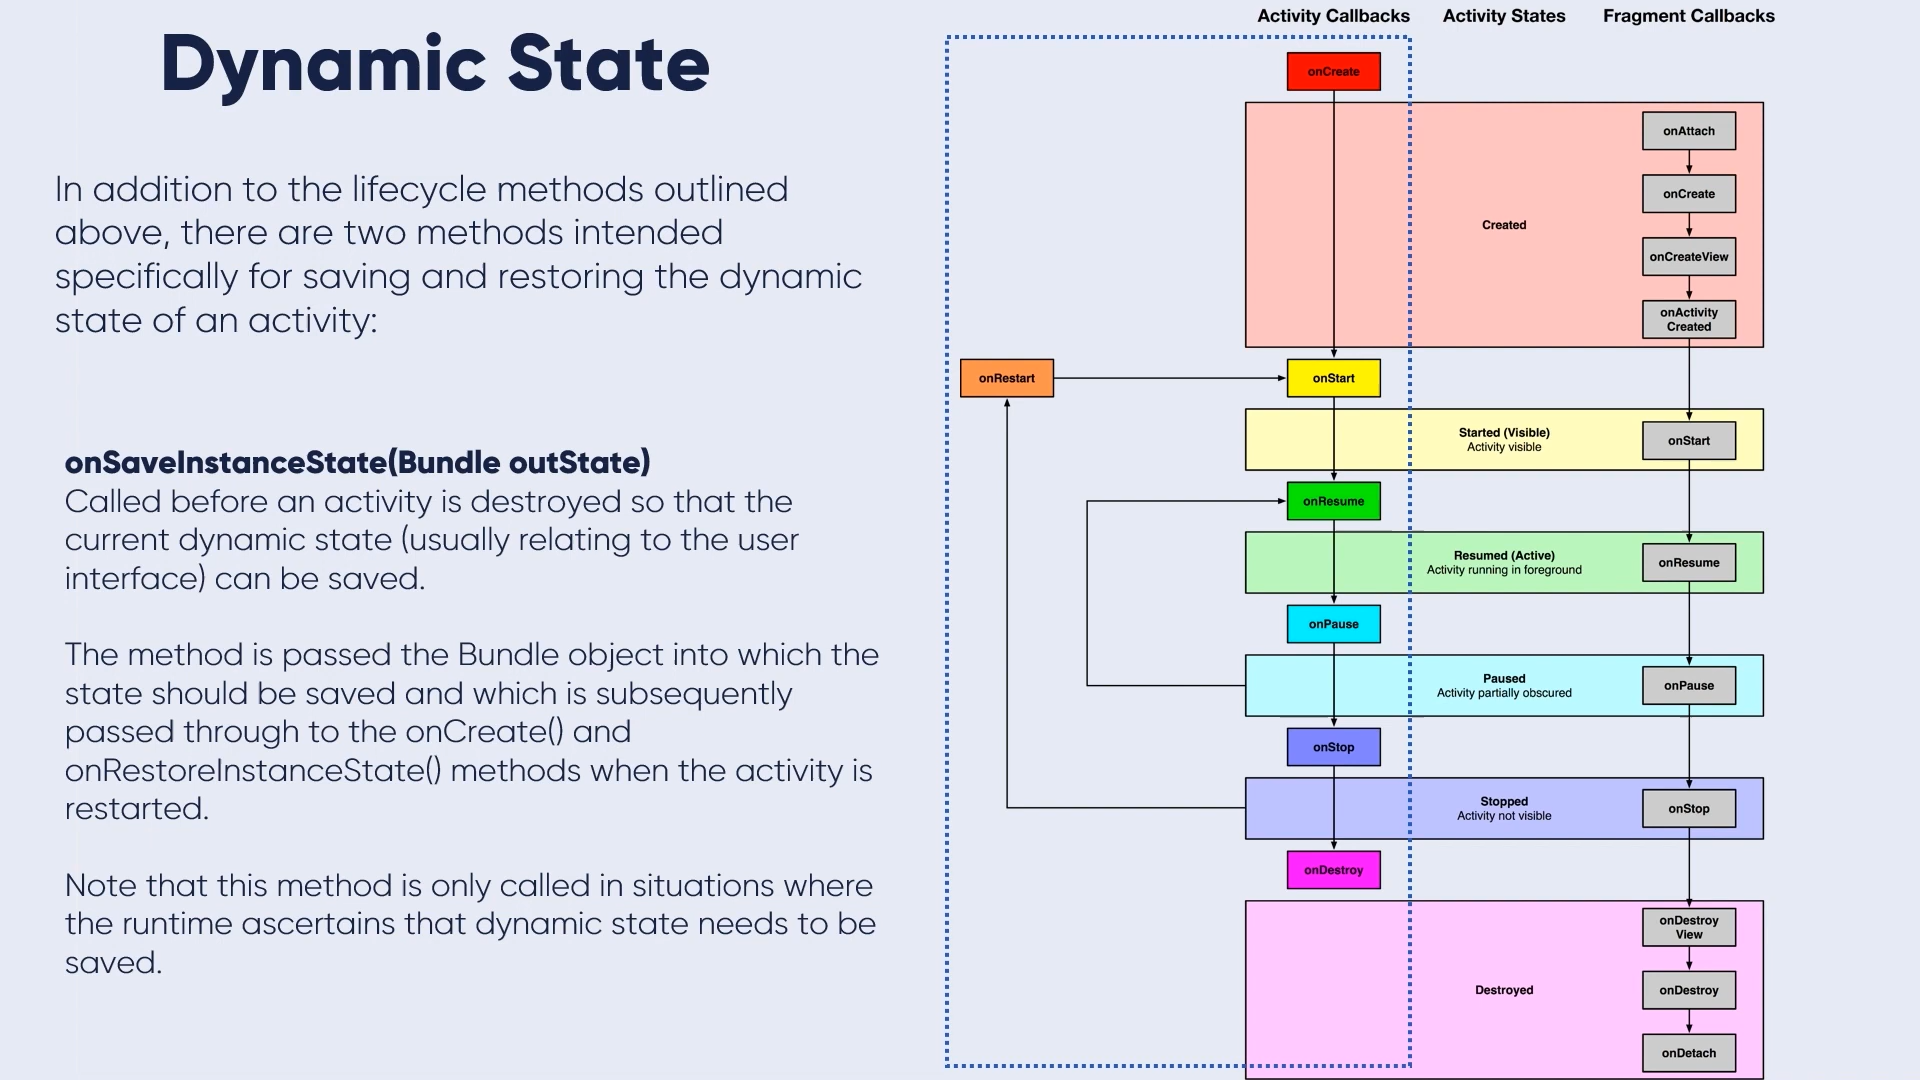 Dynamic State
In addition to the lifecycle methods outlined
above, there are two methods intended
specifically for saving and restoring the dynamic
state of an activity:
onSaveInstanceState(Bundle outState)
Called before an activity is destroyed so that the
current dynamic state (usually relating to the user
interface) can be saved.
The method is passed the Bundle object into which the
state should be saved and which is subsequently
passed through to the onCreate() and
onRestoreInstanceState() methods when the activity is
restarted.
Note that this method is only called in situations where
the runtime ascertains that dynamic state needs to be
saved.
Activity Callbacks
Activity States
Fragment Callbacks
onCreate
onAttach
onCreate
Created
onCreateView
onActivity
Created
onRestart
onStart
Started (Visible)
Activity visible
onStart
onResume
Resumed (Active)
Activity running in foreground
onResume
onPause
Paused
Activity partially obscured
onPause
onStop
Stopped
Activity not visible
onStop
onDestroy
onDestroy
View
Destroyed
onDestroy
onDetach